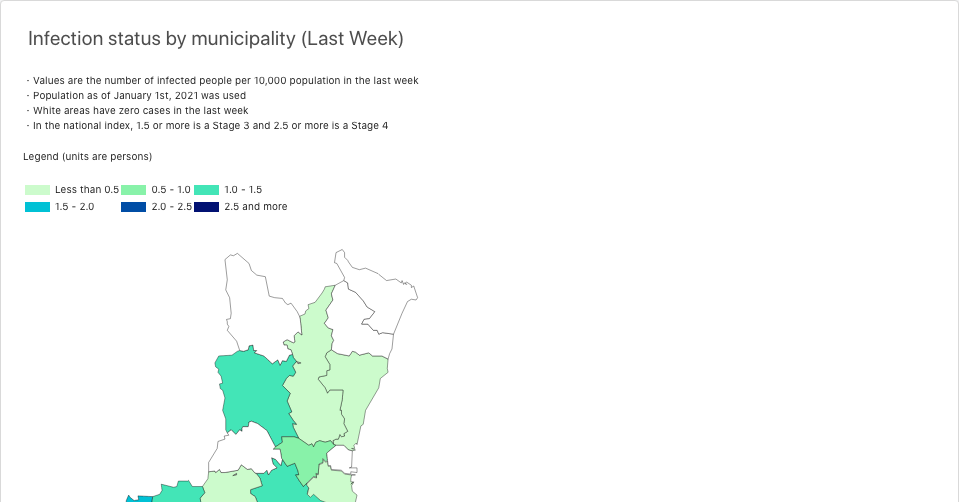 Infection status by municipality (Last Week)
· Values are the number of infected people per 10,000 population in the last week
· Population as of January 1st, 2021 was used
· White areas have zero cases in the last week
· In the national index, 1.5 or more is a Stage 3 and 2.5 or more is a Stage 4
Legend (units are persons)
Less than 0.5 0.5 - 1.0 1.0 - 1.5
1.5 - 2.0 2.0 - 2.5 2.5 and more